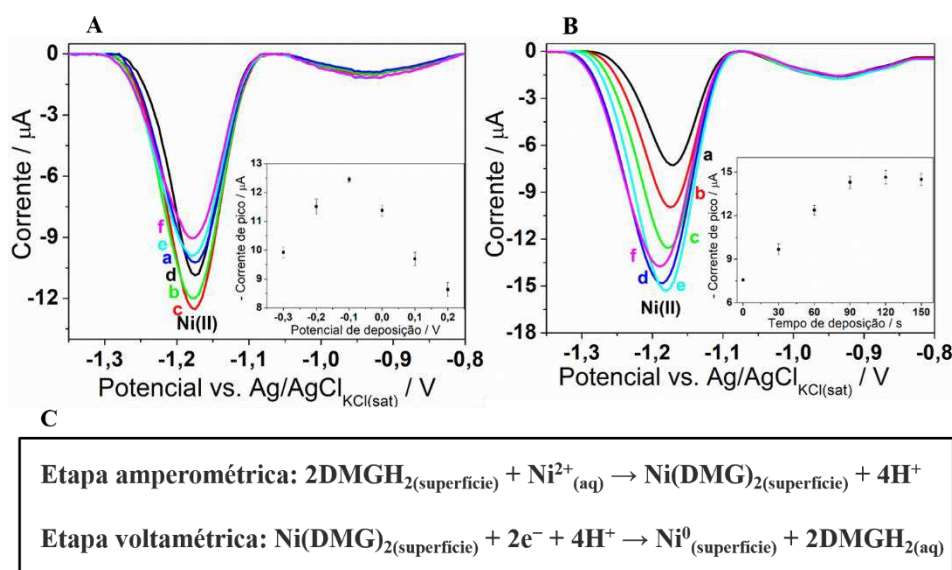 A
B
0
-3
-6
-9
-12
Corrente / μA
-1,3
-1,2
-1,1
-1,0
-0,9
-0,8
Potencial vs. Ag/AgCl KCl(sat) / V
f
e
a
d
b
c
Ni(II)
13
12
11
10
9
8
- Corrente de pico / μA
-0,3
-0,2
-0,1
0,0
0,1
0,2
Potencial de deposição / V
0
-3
-6
-9
-12
-15
-18
Corrente / μA
-1,3
-1,2
-1,1
-1,0
-0,9
-0,8
Potencial vs. Ag/AgCl KCl(sat) / V
a
b
c
f
d
e
Ni(II)
15
12
9
6
- Corrente de pico / μA
0
30
60
90
120
150
Tempo de deposição / s
C
Etapa amperométrica: 2DMGH₂(superfície) + Ni²⁺(aq) → Ni(DMG)₂(superfície) + 4H⁺
Etapa voltamétrica: Ni(DMG)₂(superfície) + 2e⁻ + 4H⁺ → Ni⁰(superfície) + 2DMGH₂(aq)